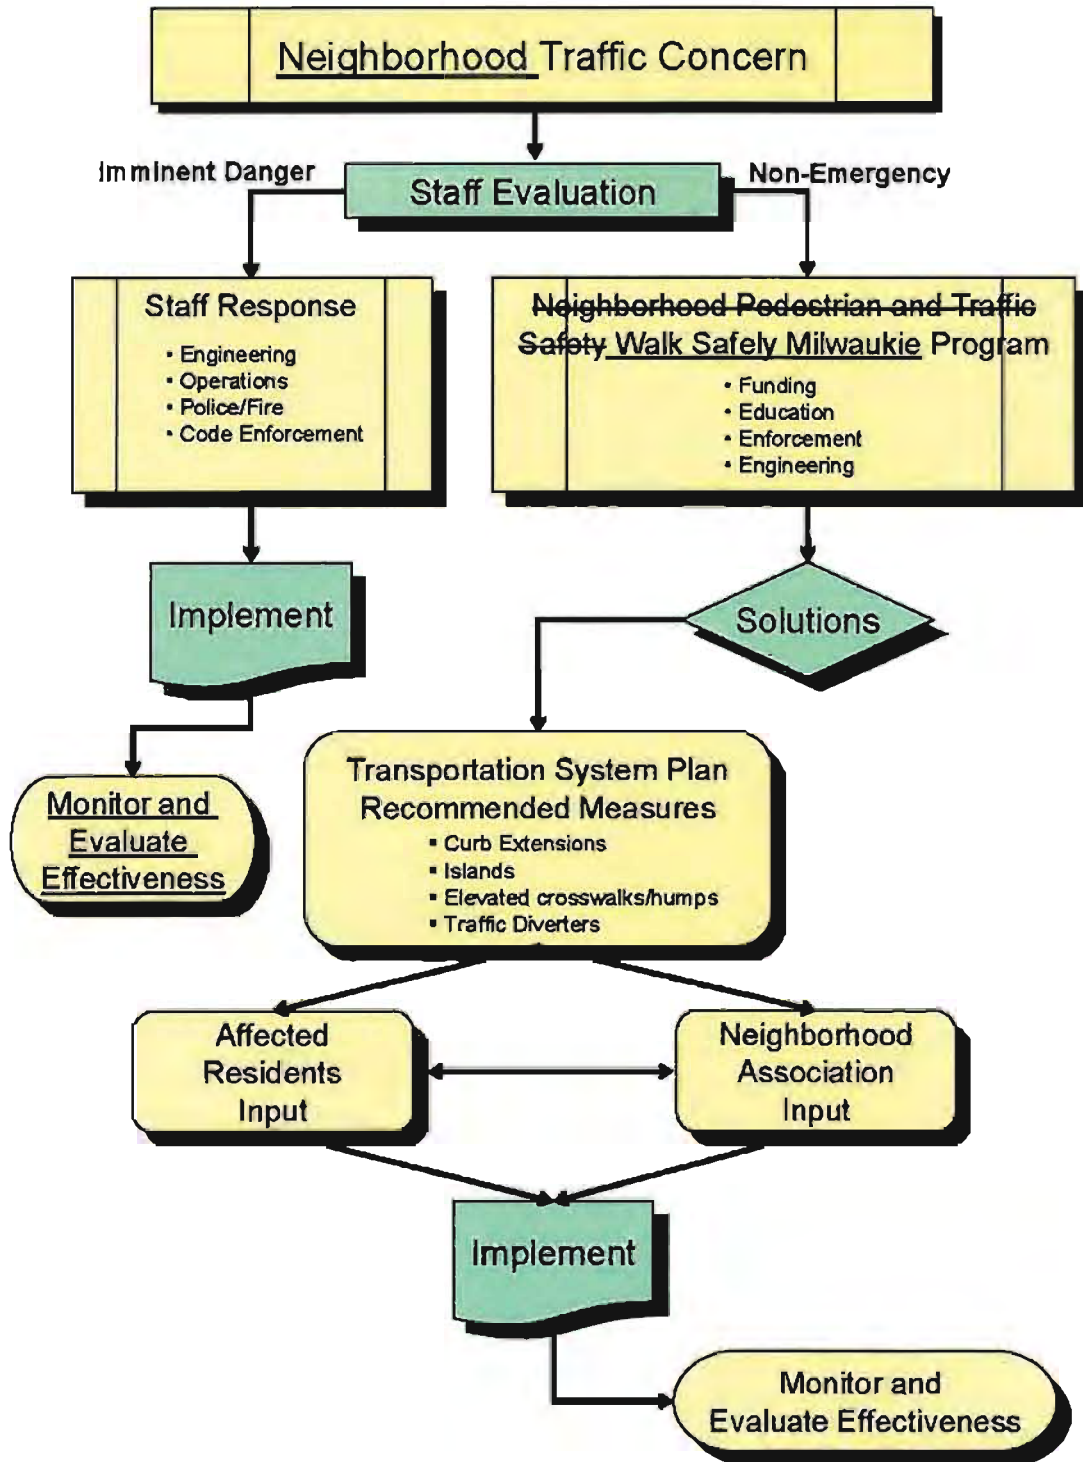 Neighborhood Traffic Concern
Imminent Danger
Staff Evaluation
Non-Emergency
Staff Response
• Engineering
• Operations
• Police/Fire
• Code Enforcement
Neighborhood Pedestrian and Traffic
Safety Walk Safely Milwaukie Program
• Funding
• Education
• Enforcement
• Engineering
Implement
Solutions
Monitor and
Evaluate
Effectiveness
Transportation System Plan
Recommended Measures
▪ Curb Extensions
▪ Islands
▪ Elevated crosswalks/humps
▪ Traffic Diverters
Affected
Residents
Input
Neighborhood
Association
Input
Implement
Monitor and
Evaluate Effectiveness